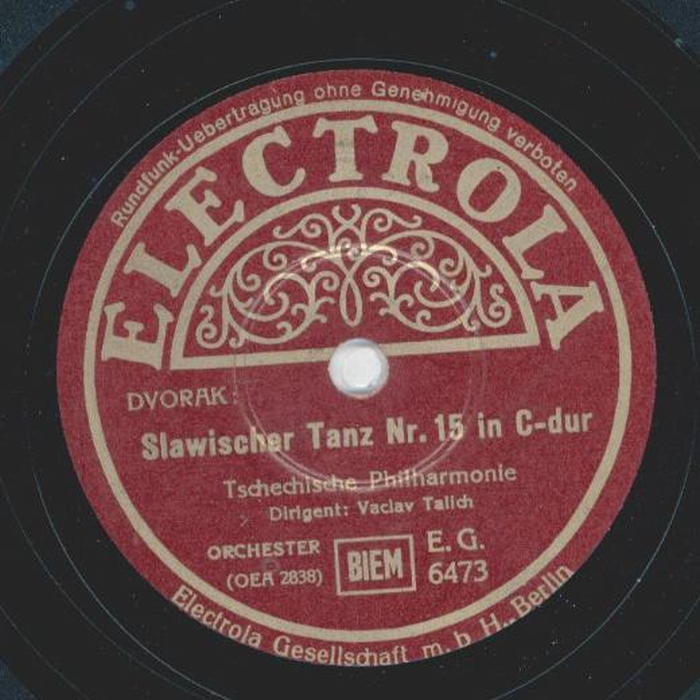 Rundfunk-Uebertragung ohne Genehmigung verboten
ELECTROLA
DVORAK:
Slawischer Tanz Nr. 15 in C-dur
Tschechische Philharmonie
Dirigent: Vaclav Talich
ORCHESTER
(OEA 2838)
BIEM
E. G.
6473
Electrola Gesellschaft m. b. H., Berlin